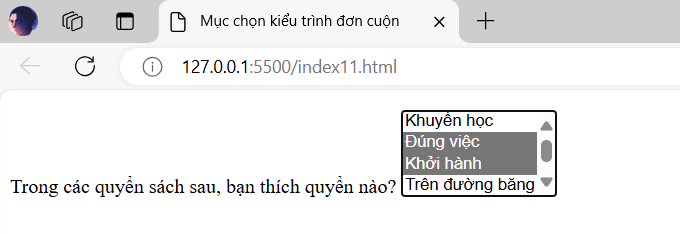 Mục chọn kiểu trình đơn cuộn
127.0.0.1:5500/index11.html
Khuyến học
Đúng việc
Khởi hành
Trong các quyển sách sau, bạn thích quyển nào? Trên đường băng